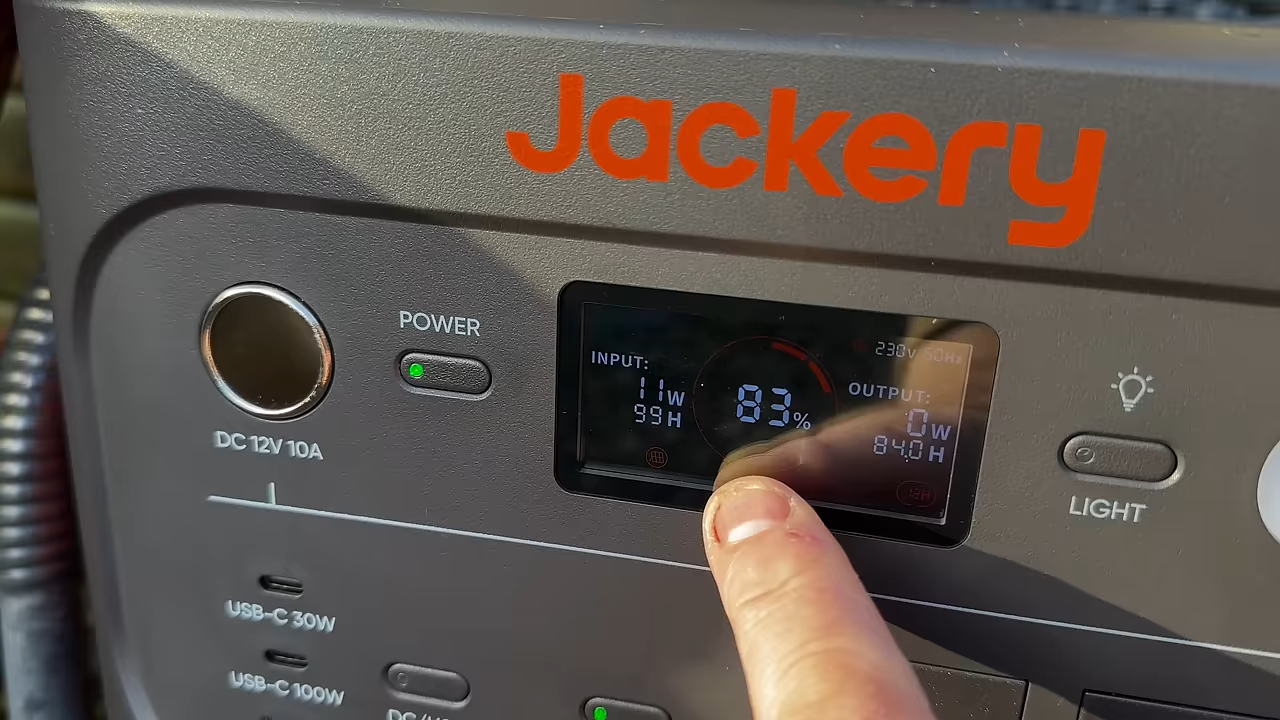 Jackery
POWER
DC 12V 10A
INPUT:
11W
99H
83%
230V 50Hz
OUTPUT:
0W
84.0H
12H
LIGHT
USB-C 30W
USB-C 100W